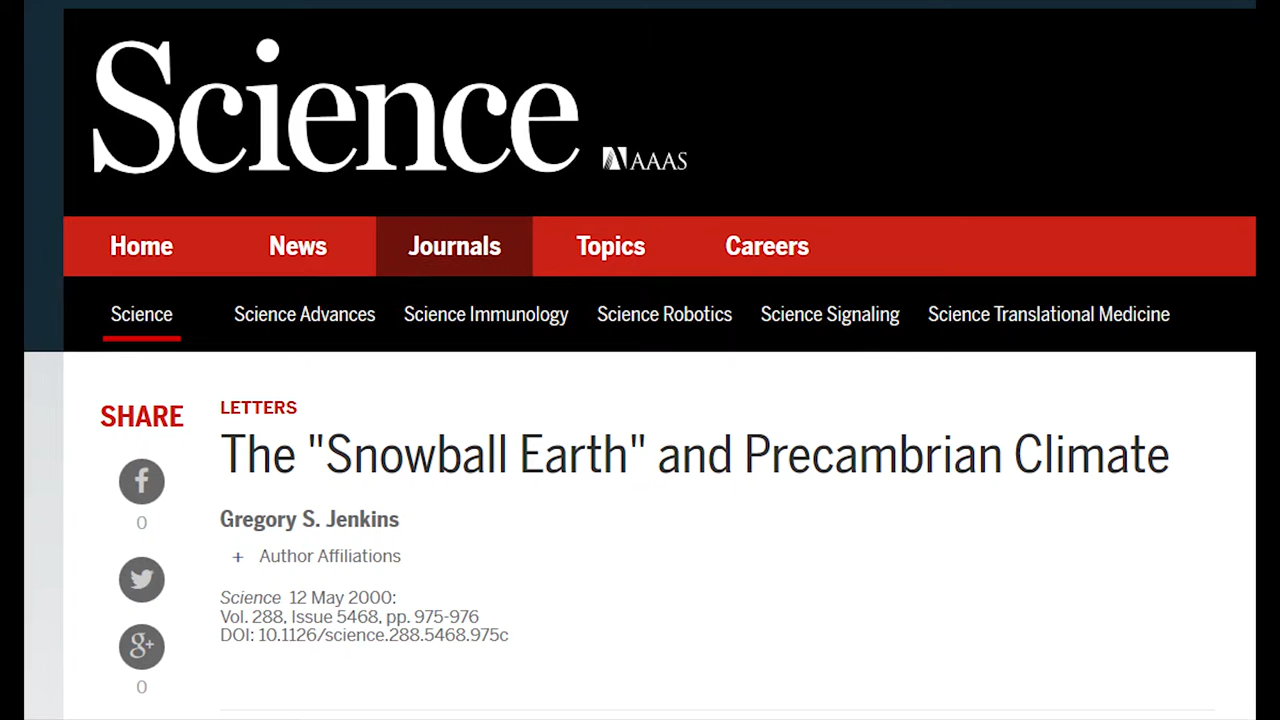 Science
AAAS
Home News Journals Topics Careers
Science Science Advances Science Immunology Science Robotics Science Signaling Science Translational Medicine
SHARE
LETTERS
The "Snowball Earth" and Precambrian Climate
f
Gregory S. Jenkins
0
+ Author Affiliations
Science 12 May 2000:
Vol. 288, Issue 5468, pp. 975-976
DOI: 10.1126/science.288.5468.975c
g+
0